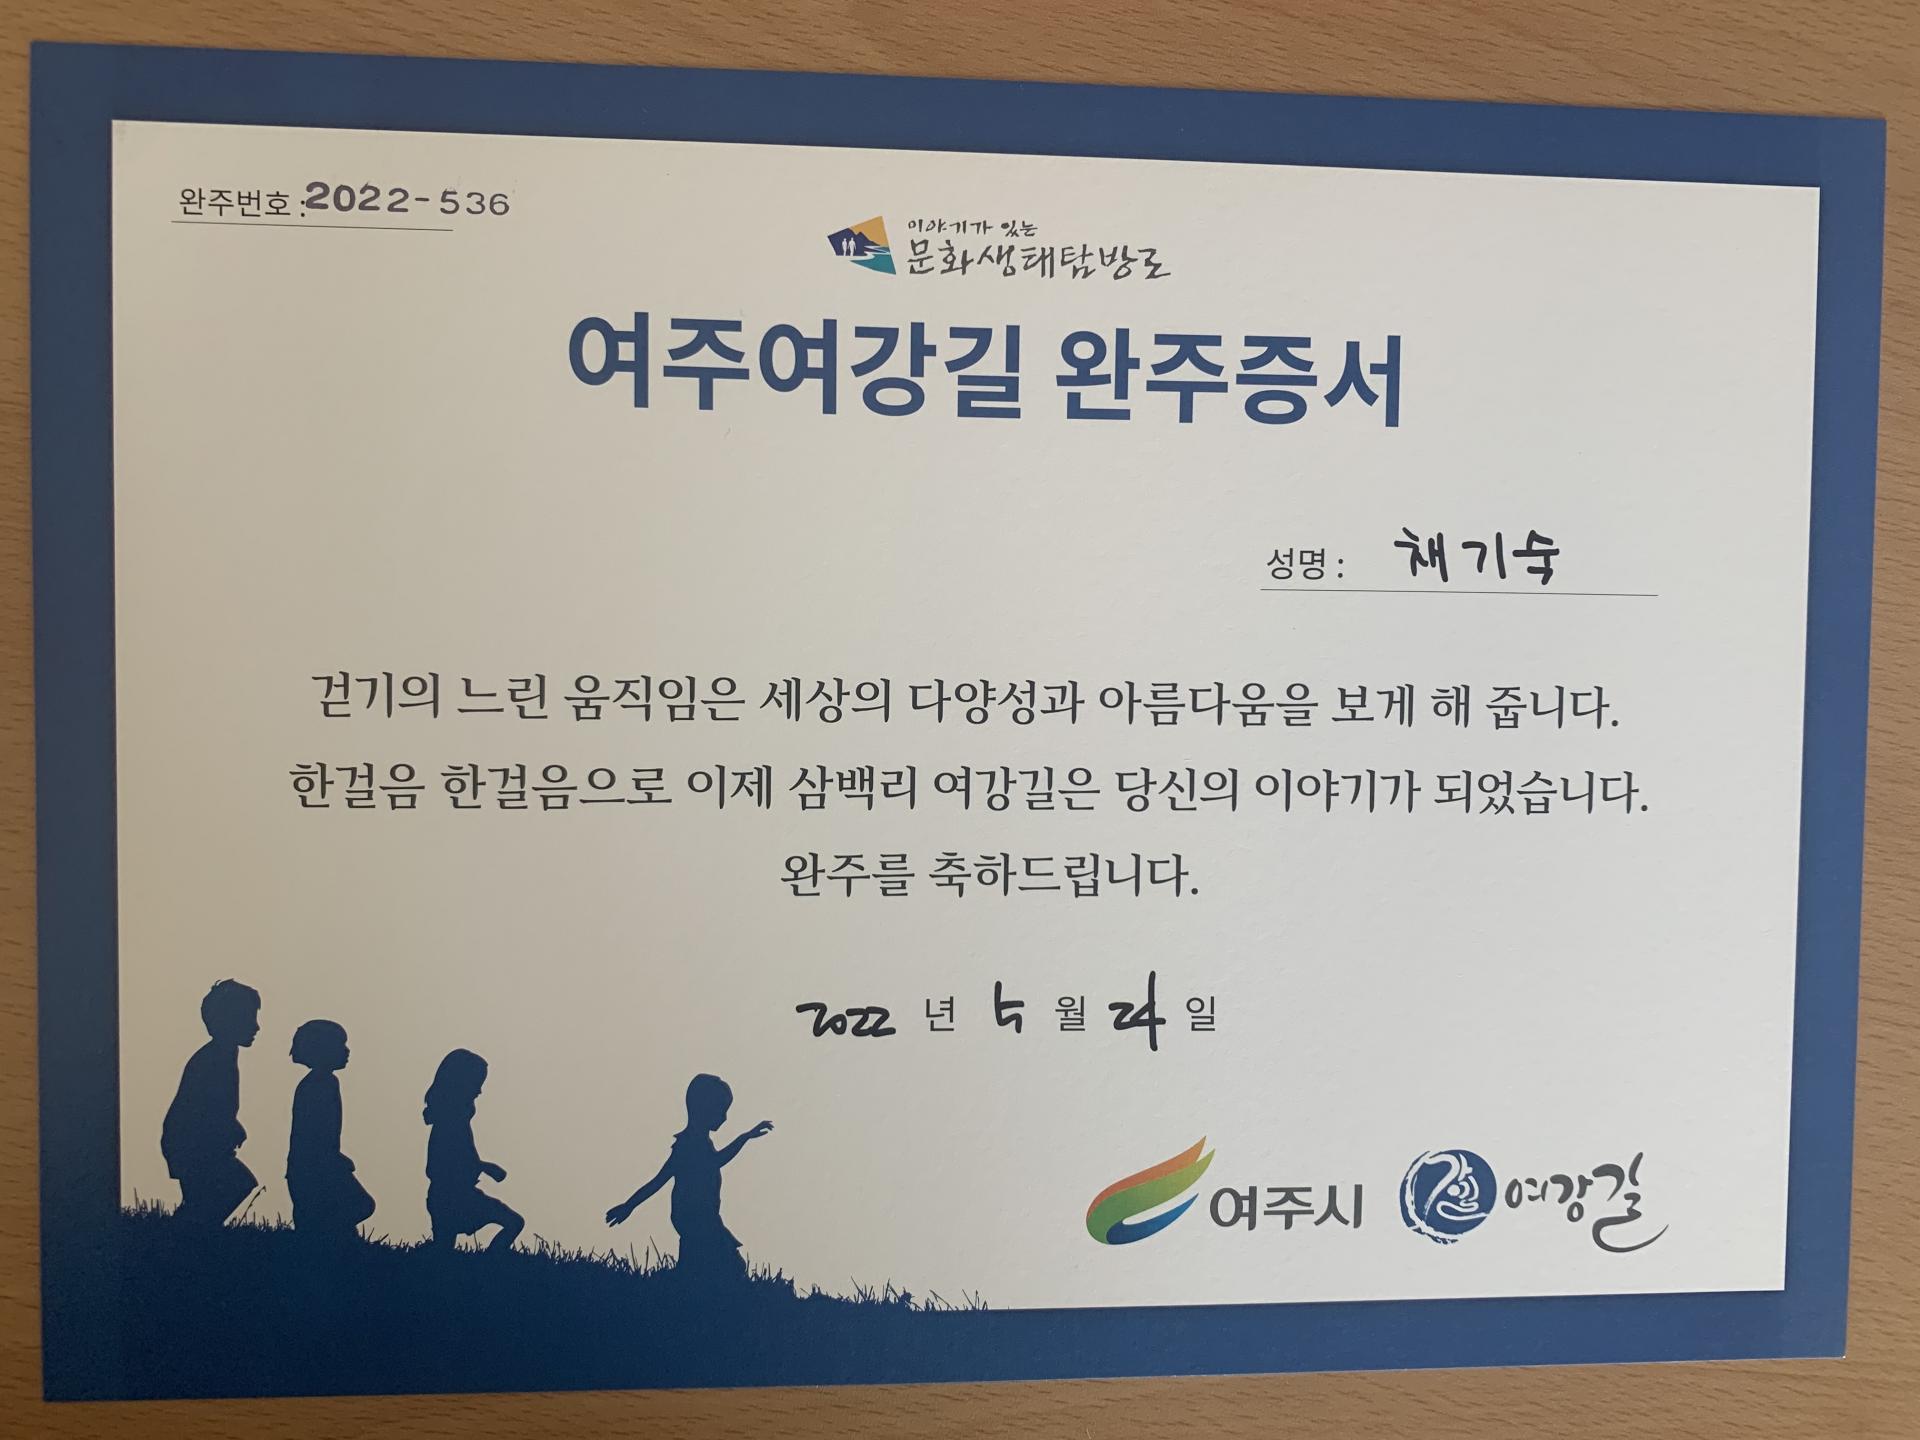 완주번호 : 2022-536
이야기가 있는
문화생태탐방로
여주여강길 완주증서
성명 : 채기숙
걷기의 느린 움직임은 세상의 다양성과 아름다움을 보게 해 줍니다.
한걸음 한걸음으로 이제 삼백리 여강길은 당신의 이야기가 되었습니다.
완주를 축하드립니다.
2022 년 5 월 24 일
여주시
여강길